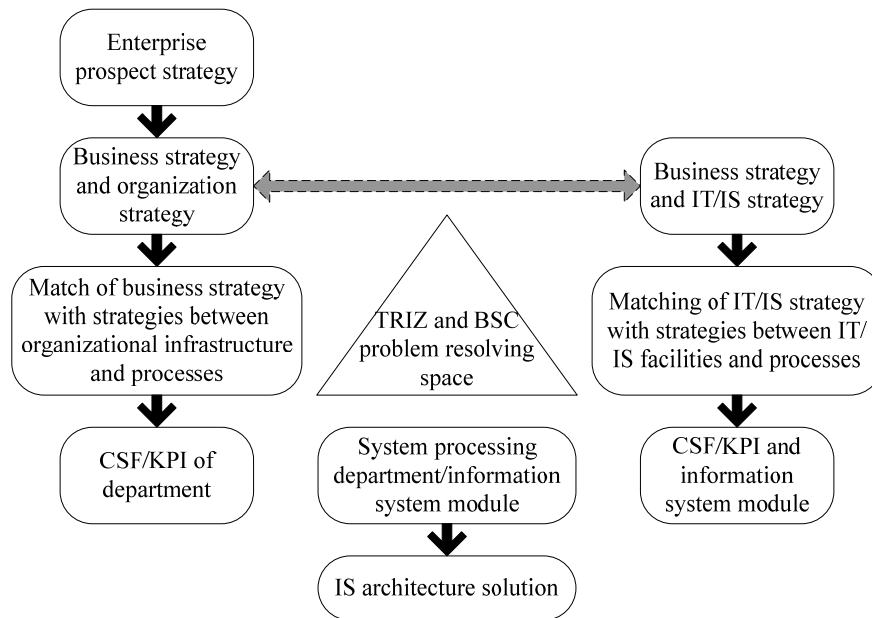 Enterprise
prospect strategy
Business strategy
and organization
strategy
Business strategy
and IT/IS strategy
Match of business strategy
with strategies between
organizational infrastructure
and processes
TRIZ and BSC
problem resolving
space
Matching of IT/IS strategy
with strategies between IT/
IS facilities and processes
CSF/KPI of
department
System processing
department/information
system module
CSF/KPI and
information
system module
IS architecture solution